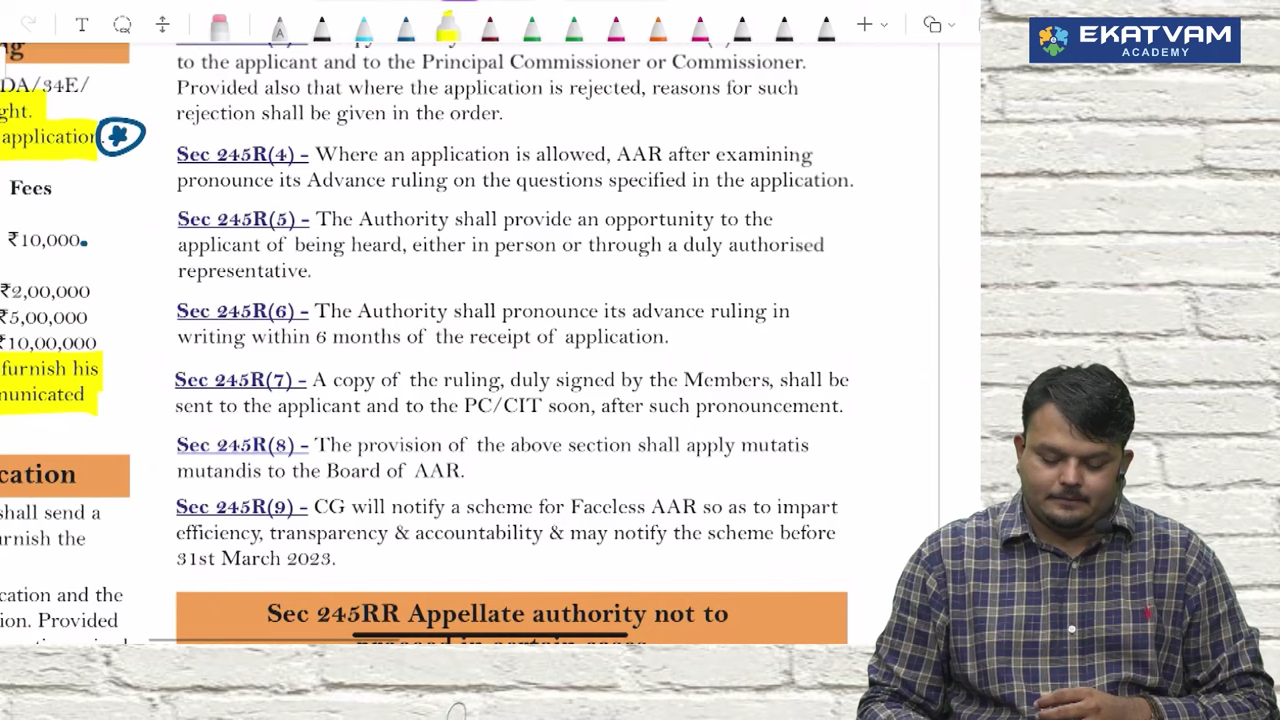 EKATVAM
ACADEMY
T
DA/34E/
ght.
application
Fees
₹10,000
₹2,00,000
₹5,00,000
₹10,00,000
furnish his
nunicated
cation
shall send a
urnish the
cation and the
ion. Provided
to the applicant and to the Principal Commissioner or Commissioner.
Provided also that where the application is rejected, reasons for such
rejection shall be given in the order.
Sec 245R(4) - Where an application is allowed, AAR after examining
pronounce its Advance ruling on the questions specified in the application.
Sec 245R(5) - The Authority shall provide an opportunity to the
applicant of being heard, either in person or through a duly authorised
representative.
Sec 245R(6) - The Authority shall pronounce its advance ruling in
writing within 6 months of the receipt of application.
Sec 245R(7) - A copy of the ruling, duly signed by the Members, shall be
sent to the applicant and to the PC/CIT soon, after such pronouncement.
Sec 245R(8) - The provision of the above section shall apply mutatis
mutandis to the Board of AAR.
Sec 245R(9) - CG will notify a scheme for Faceless AAR so as to impart
efficiency, transparency & accountability & may notify the scheme before
31st March 2023.
Sec 245RR Appellate authority not to